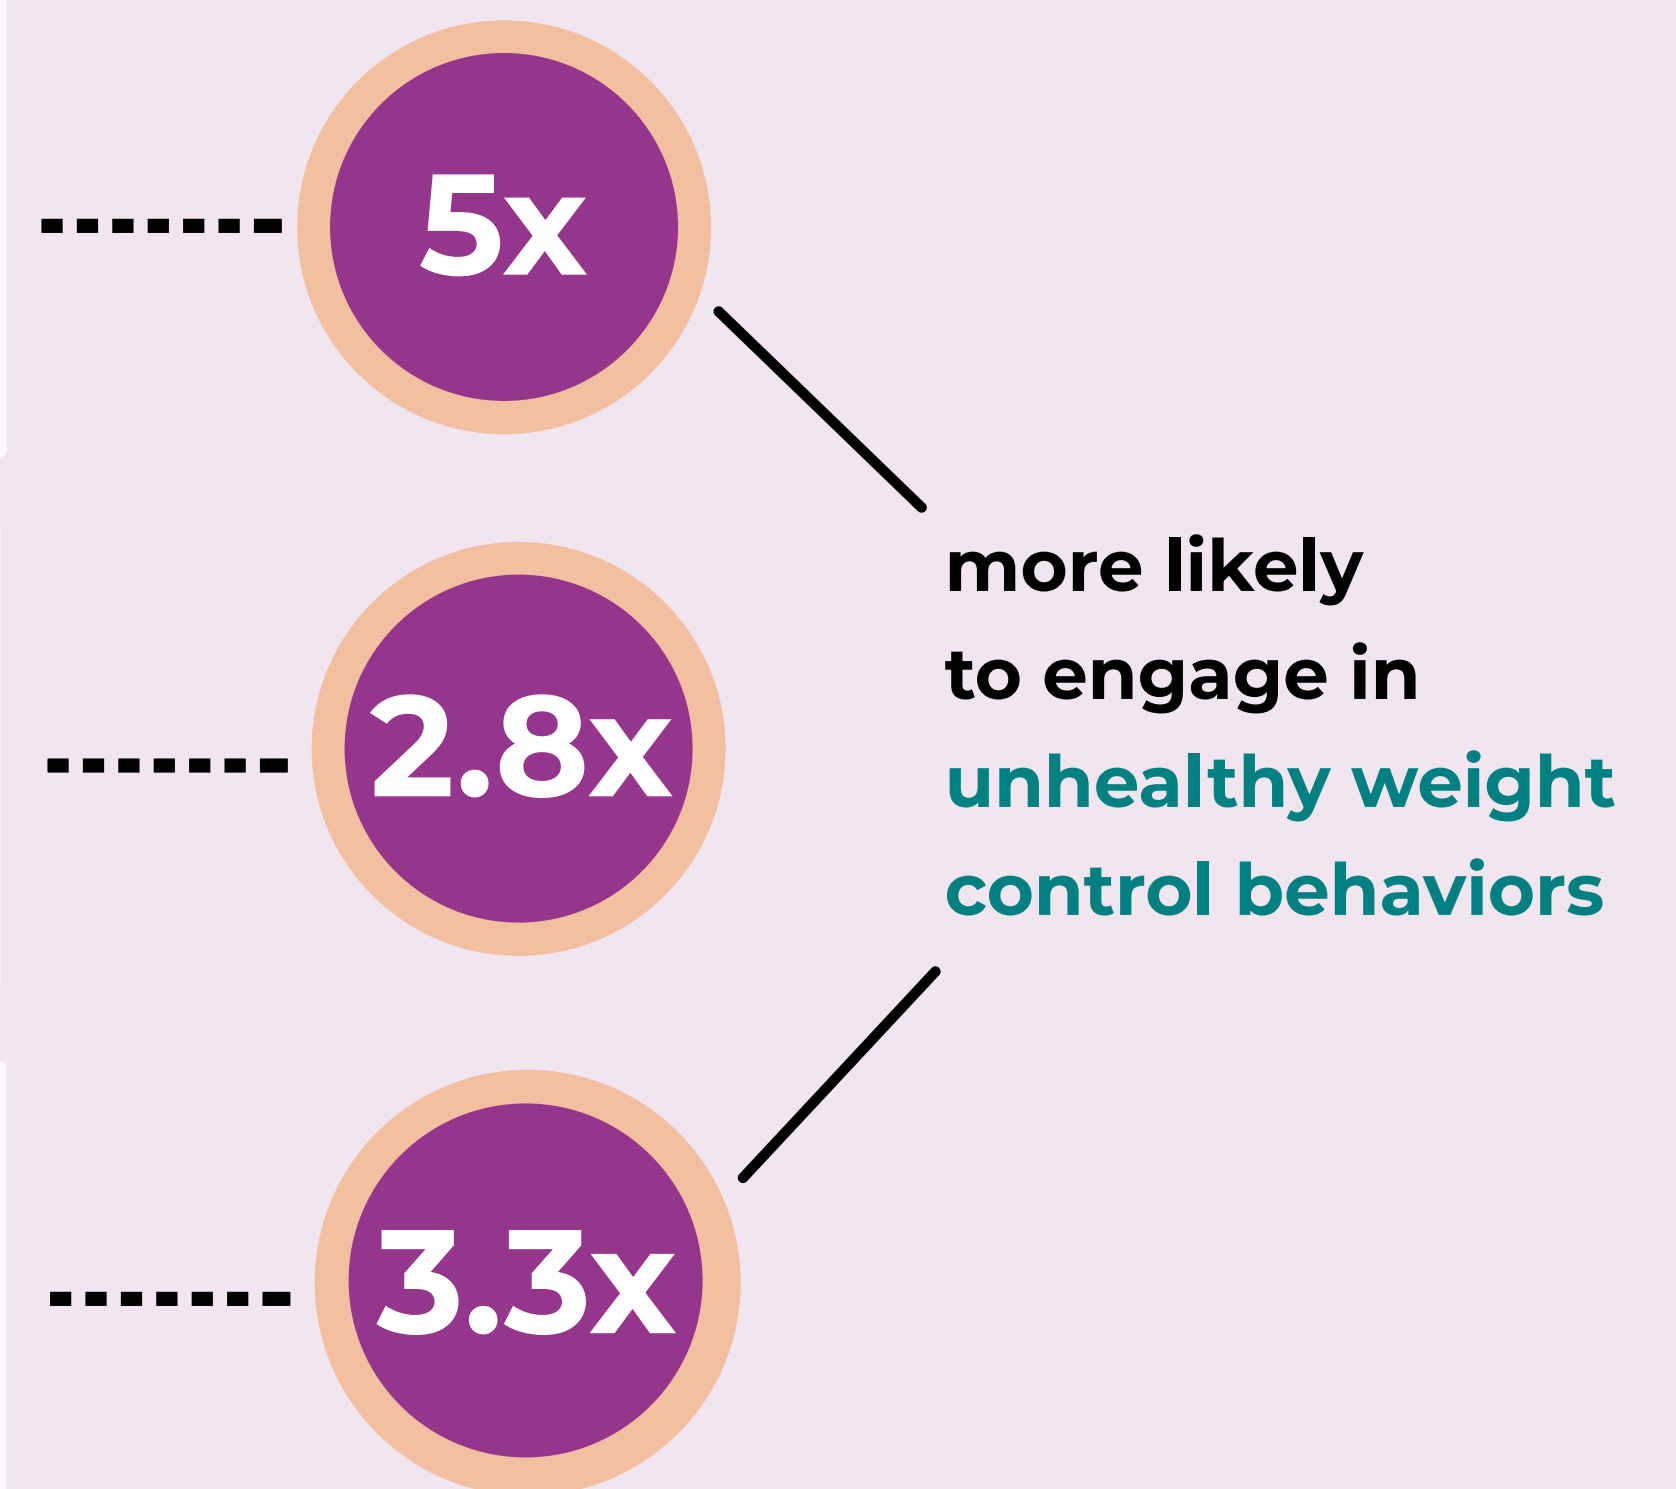 5x
2.8x
3.3x
more likely
to engage in
unhealthy weight
control behaviors